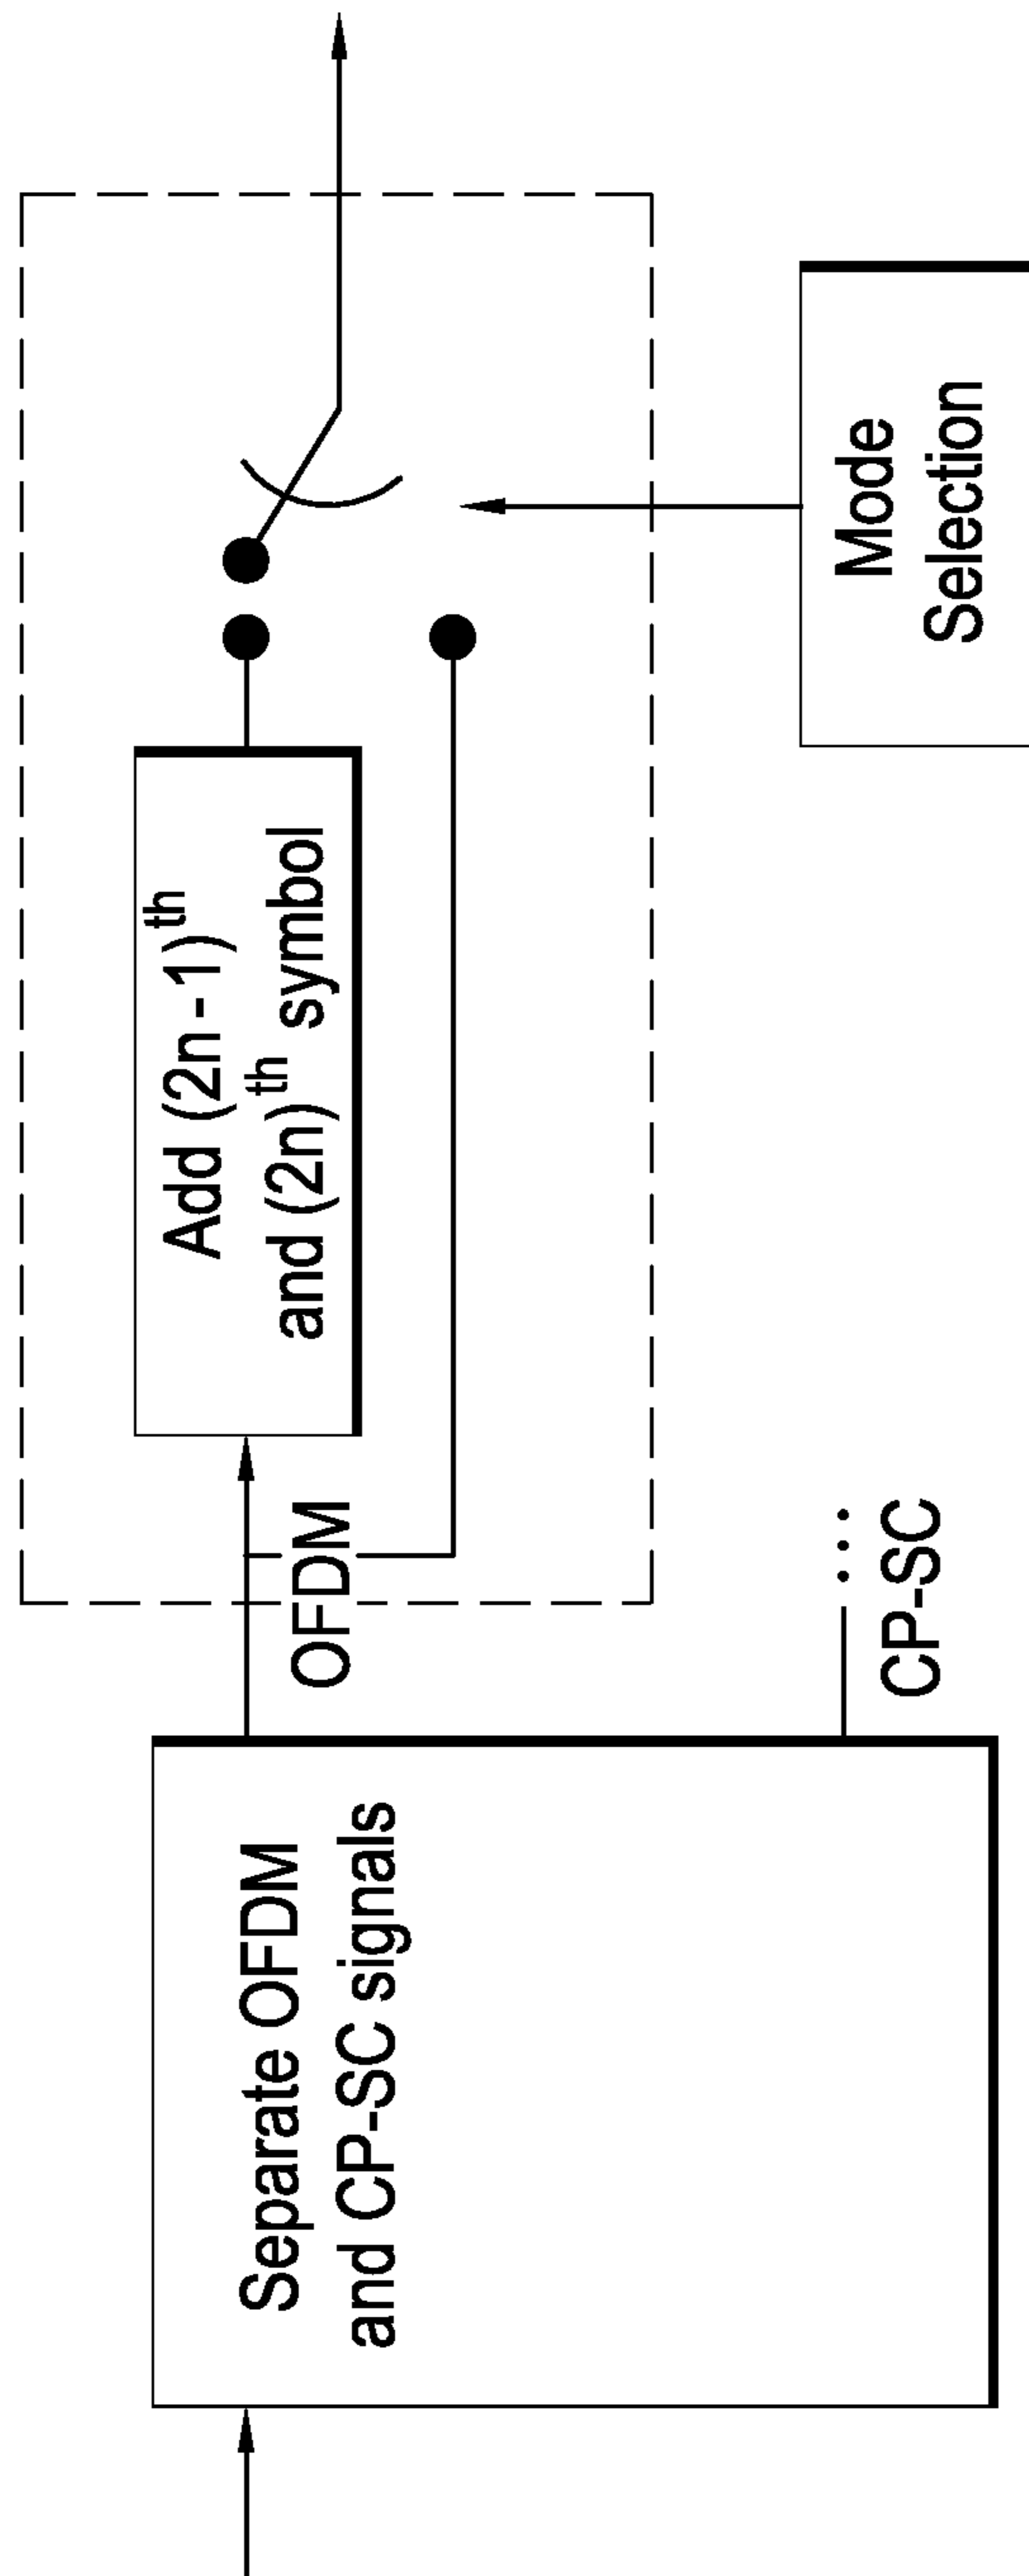 Separate OFDM
and CP-SC signals
OFDM
CP-SC
Add (2n-1)th
and (2n)th symbol
Mode
Selection